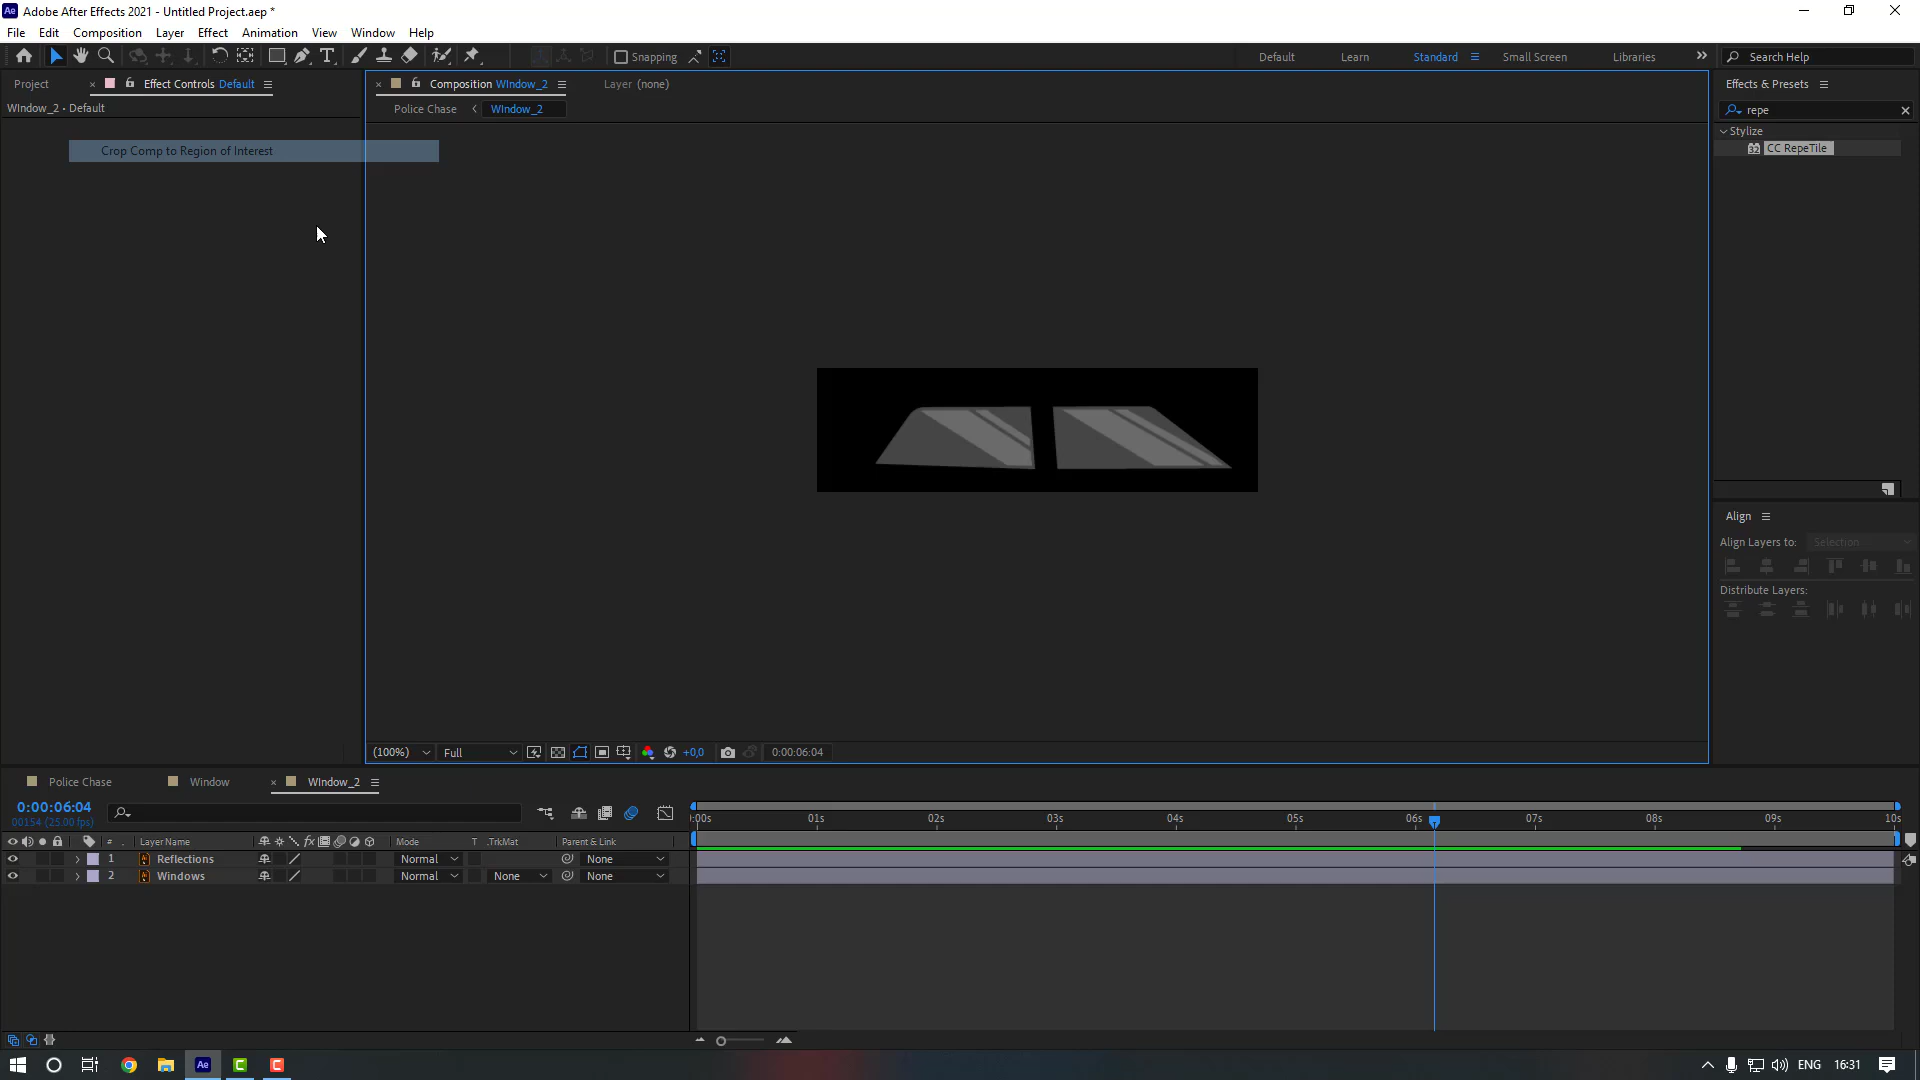 Adobe After Effects 2021 - Untitled Project.aep *
File Edit Composition Layer Effect Animation View Window Help
Snapping Default Learn Standard Small Screen Libraries Search Help
Project Effect Controls Default Composition WIndow_2 Layer (none) Effects & Presets
WIndow_2 • Default Police Chase WIndow_2 repe
Stylize
CC RepeTile
Crop Comp to Region of Interest
Align
Align Layers to: Selection
Distribute Layers:
(100%) Full +0,0 0:00:06:04
Police Chase Window WIndow_2
0:00:06:04
00154 (25.00 fps)
:00s 01s 02s 03s 04s 05s 06s 07s 08s 09s 10s
# Layer Name Mode T .TrkMat Parent & Link
1 Reflections Normal None
2 Windows Normal None None
ENG 16:31